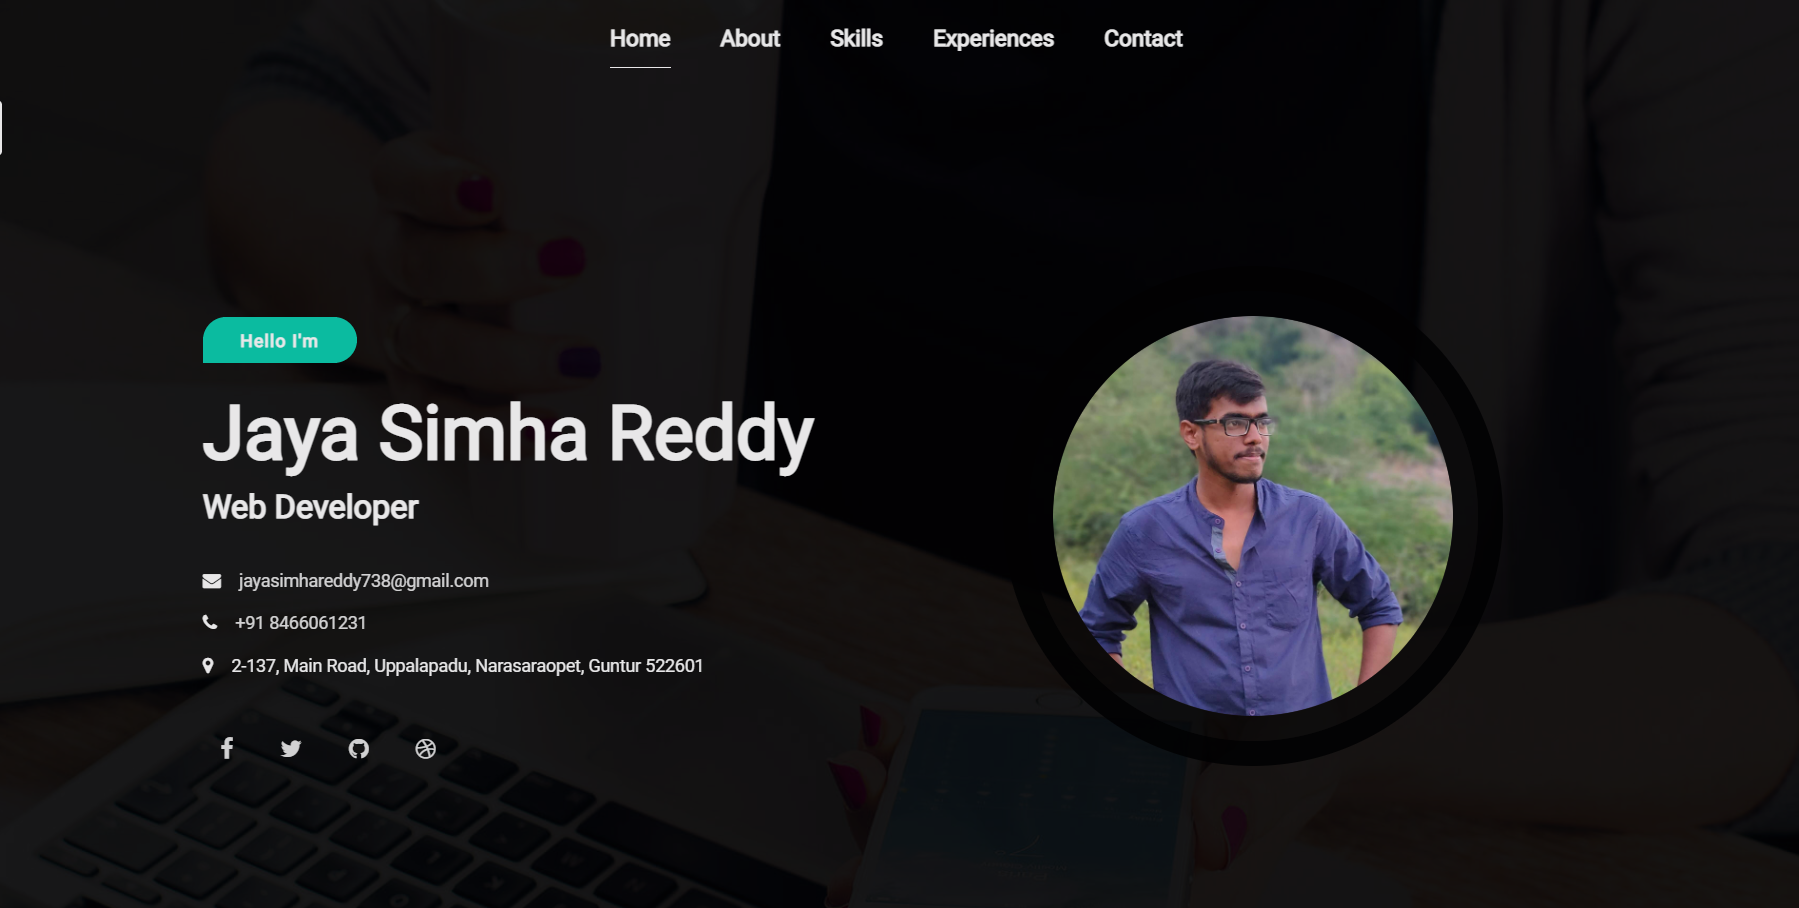 Home About Skills Experiences Contact
Hello I'm
Jaya Simha Reddy
Web Developer
jayasimhareddy738@gmail.com
+91 8466061231
2-137, Main Road, Uppalapadu, Narasaraopet, Guntur 522601